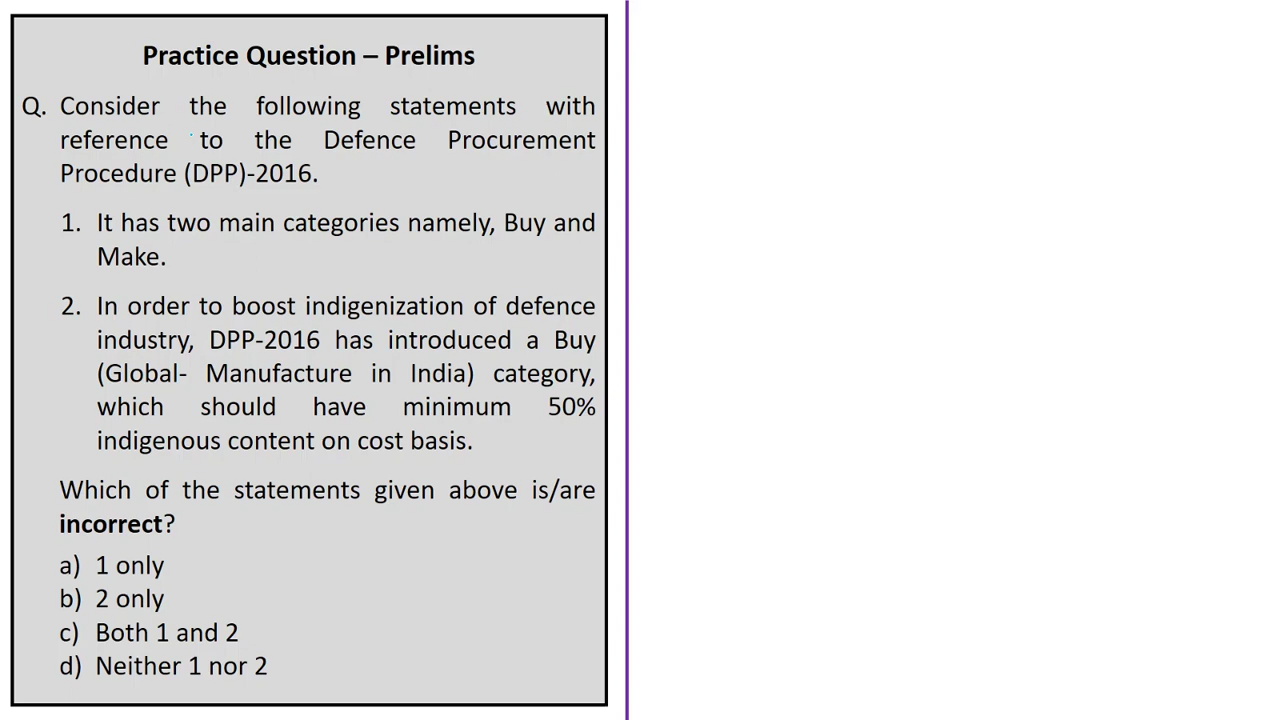 Practice Question – Prelims
Q. Consider the following statements with
reference to the Defence Procurement
Procedure (DPP)-2016.
1. It has two main categories namely, Buy and
Make.
2. In order to boost indigenization of defence
industry, DPP-2016 has introduced a Buy
(Global- Manufacture in India) category,
which should have minimum 50%
indigenous content on cost basis.
Which of the statements given above is/are
incorrect?
a) 1 only
b) 2 only
c) Both 1 and 2
d) Neither 1 nor 2